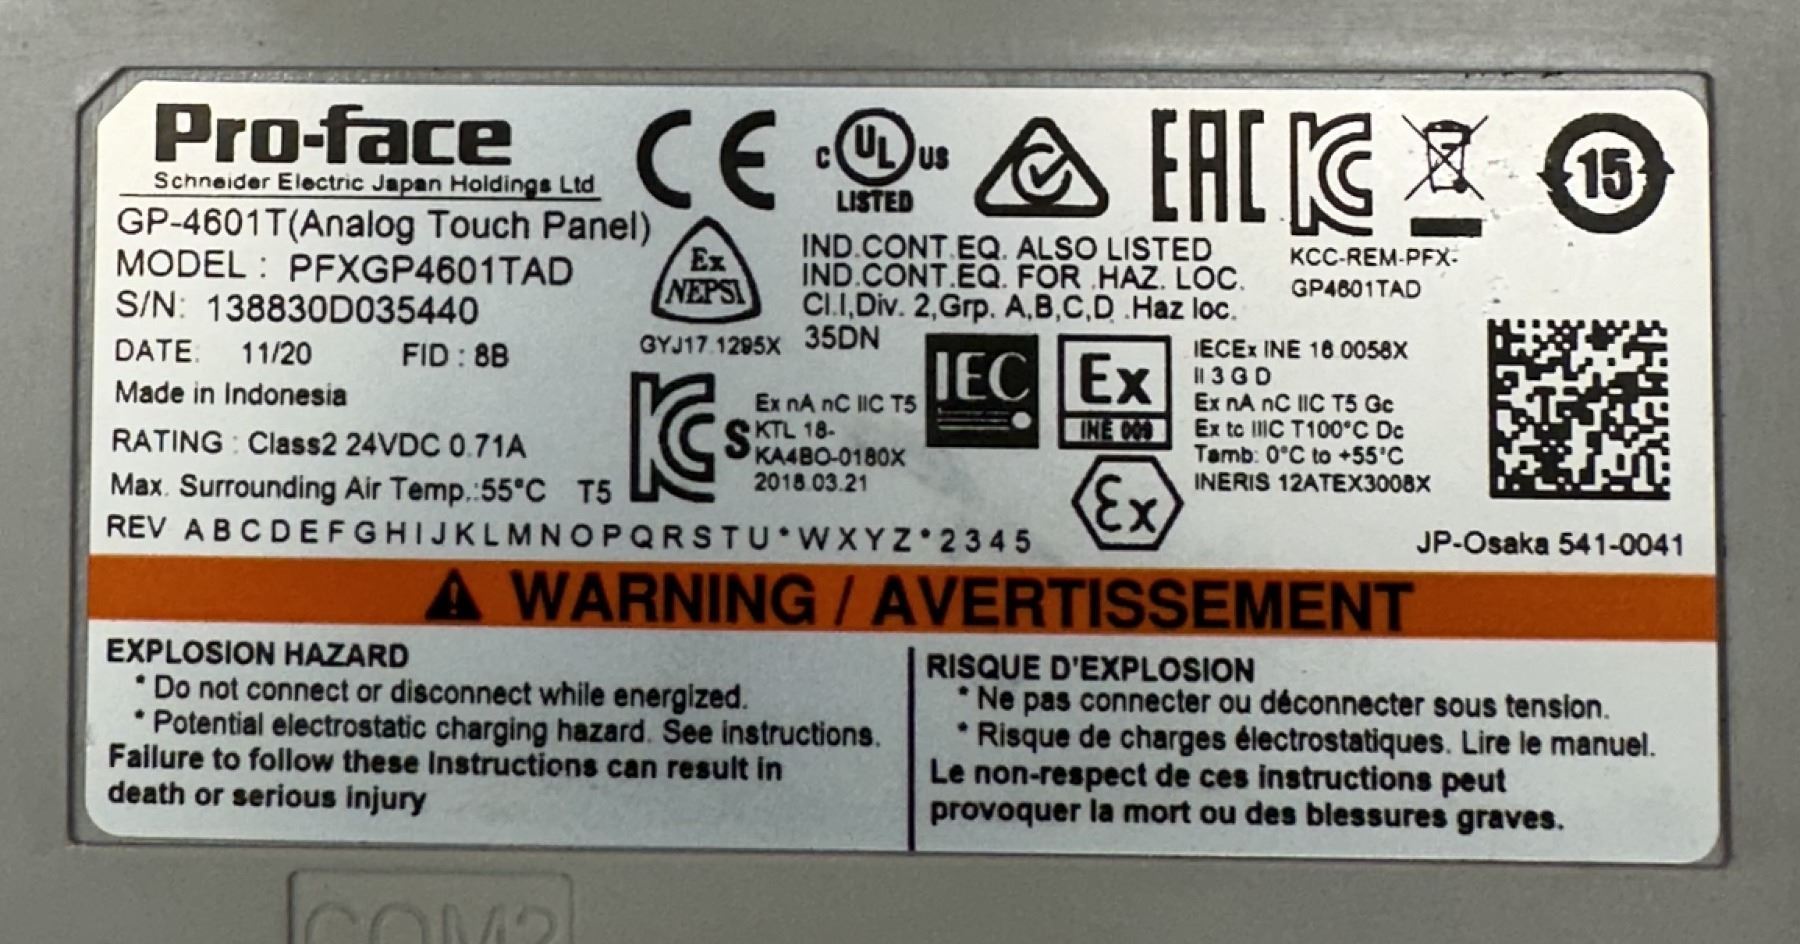 Pro-face
Schneider Electric Japan Holdings Ltd
GP-4601T(Analog Touch Panel)
MODEL : PFXGP4601TAD
S/N: 138830D035440
DATE: 11/20 FID : 8B
Made in Indonesia
RATING : Class2 24VDC 0.71A
Max. Surrounding Air Temp.:55°C T5
REV A B C D E F G H I J K L M N O P Q R S T U * W X Y Z * 2 3 4 5
CE
C UL US
LISTED
EAC
KC
15
Ex
NEPSI
GYJ17.1295X
IND.CONT.EQ. ALSO LISTED
IND.CONT.EQ. FOR .HAZ. LOC.
Cl.I,Div. 2,Grp. A,B,C,D .Haz loc.
35DN
KCC-REM-PFX-
GP4601TAD
KC S
Ex nA nC IIC T5
KTL 18-
KA4BO-0180X
2018.03.21
IEC
Ex
INE 009
Ex
IECEx INE 16.0058X
II 3 G D
Ex nA nC IIC T5 Gc
Ex tc IIIC T100°C Dc
Tamb: 0°C to +55°C
INERIS 12ATEX3008X
JP-Osaka 541-0041
WARNING / AVERTISSEMENT
EXPLOSION HAZARD
* Do not connect or disconnect while energized.
* Potential electrostatic charging hazard. See instructions.
Failure to follow these instructions can result in
death or serious injury
RISQUE D'EXPLOSION
* Ne pas connecter ou déconnecter sous tension.
* Risque de charges électrostatiques. Lire le manuel.
Le non-respect de ces instructions peut
provoquer la mort ou des blessures graves.
COM2